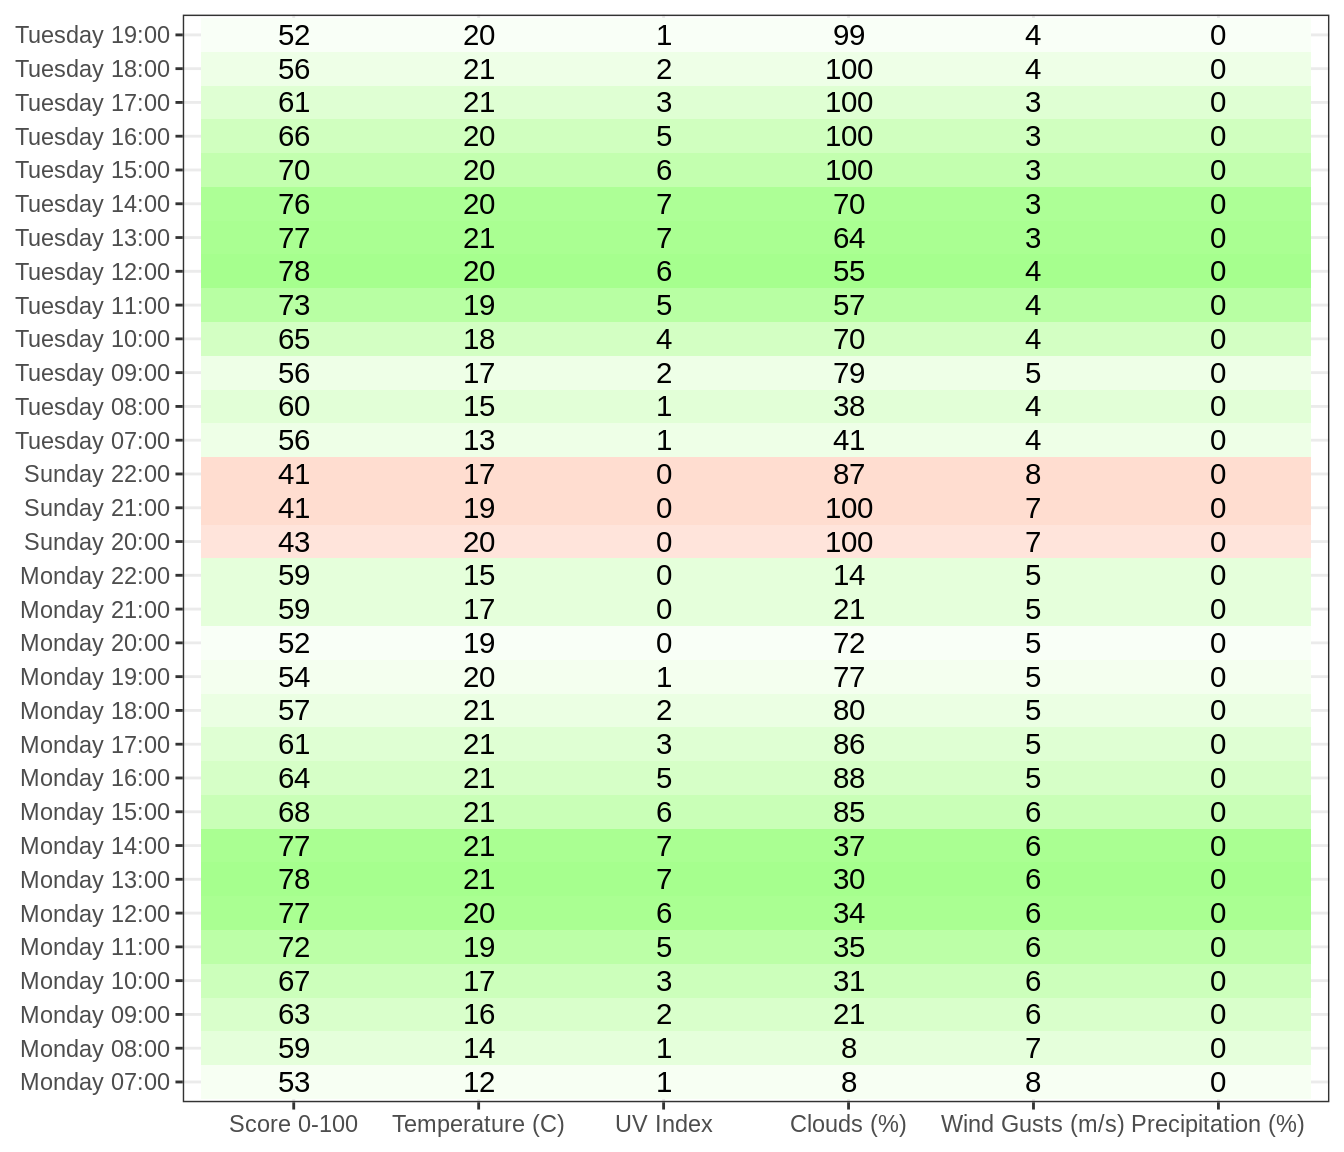 Tuesday 19:00 52 20 1 99 4 0
Tuesday 18:00 56 21 2 100 4 0
Tuesday 17:00 61 21 3 100 3 0
Tuesday 16:00 66 20 5 100 3 0
Tuesday 15:00 70 20 6 100 3 0
Tuesday 14:00 76 20 7 70 3 0
Tuesday 13:00 77 21 7 64 3 0
Tuesday 12:00 78 20 6 55 4 0
Tuesday 11:00 73 19 5 57 4 0
Tuesday 10:00 65 18 4 70 4 0
Tuesday 09:00 56 17 2 79 5 0
Tuesday 08:00 60 15 1 38 4 0
Tuesday 07:00 56 13 1 41 4 0
Sunday 22:00 41 17 0 87 8 0
Sunday 21:00 41 19 0 100 7 0
Sunday 20:00 43 20 0 100 7 0
Monday 22:00 59 15 0 14 5 0
Monday 21:00 59 17 0 21 5 0
Monday 20:00 52 19 0 72 5 0
Monday 19:00 54 20 1 77 5 0
Monday 18:00 57 21 2 80 5 0
Monday 17:00 61 21 3 86 5 0
Monday 16:00 64 21 5 88 5 0
Monday 15:00 68 21 6 85 6 0
Monday 14:00 77 21 7 37 6 0
Monday 13:00 78 21 7 30 6 0
Monday 12:00 77 20 6 34 6 0
Monday 11:00 72 19 5 35 6 0
Monday 10:00 67 17 3 31 6 0
Monday 09:00 63 16 2 21 6 0
Monday 08:00 59 14 1 8 7 0
Monday 07:00 53 12 1 8 8 0
Score 0-100 Temperature (C) UV Index Clouds (%) Wind Gusts (m/s) Precipitation (%)